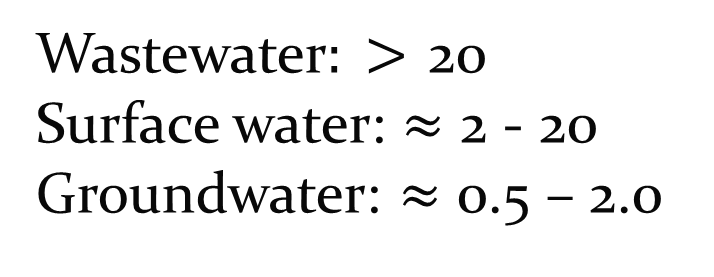 Wastewater: > 20
Surface water: ≈ 2 - 20
Groundwater: ≈ 0.5 – 2.0